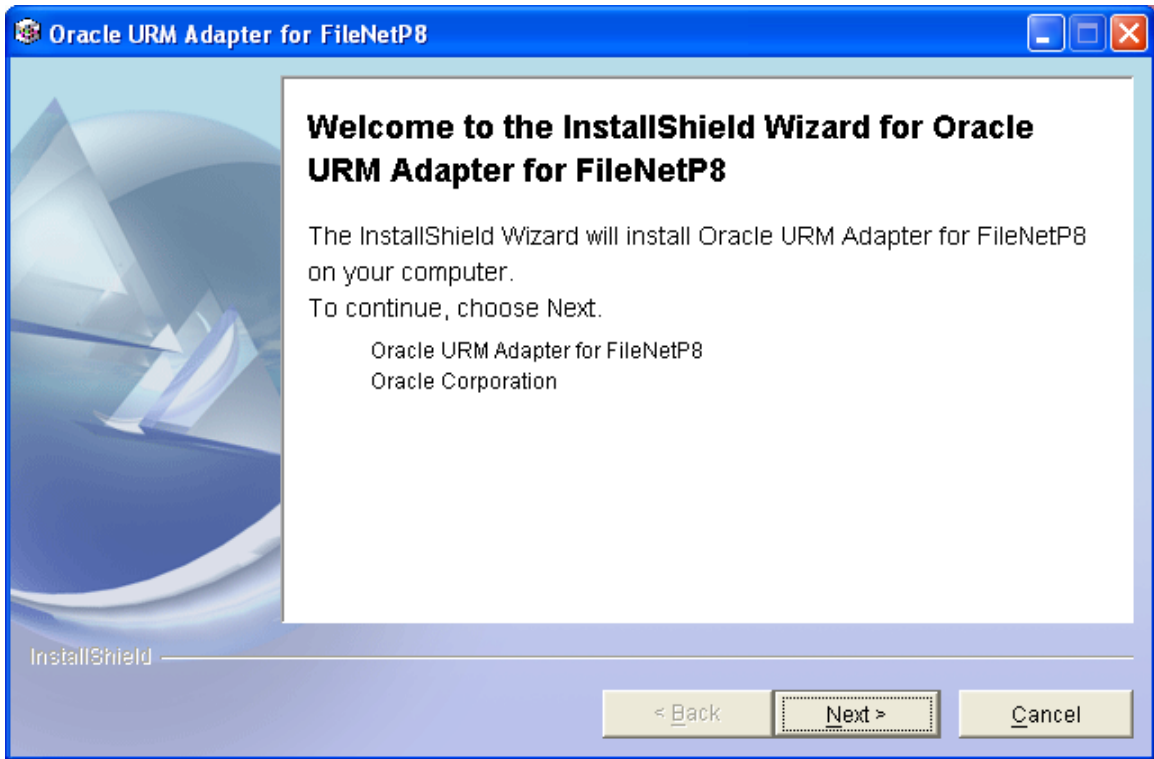 Oracle URM Adapter for FileNetP8
Welcome to the InstallShield Wizard for Oracle
URM Adapter for FileNetP8
The InstallShield Wizard will install Oracle URM Adapter for FileNetP8
on your computer.
To continue, choose Next.
Oracle URM Adapter for FileNetP8
Oracle Corporation
InstallShield
< Back
Next >
Cancel